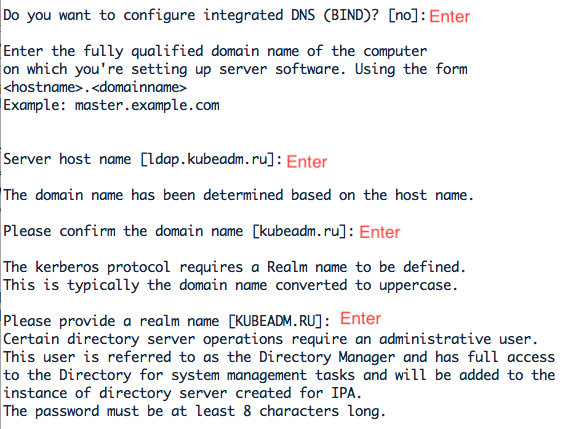 Do you want to configure integrated DNS (BIND)? [no]: Enter
Enter the fully qualified domain name of the computer
on which you're setting up server software. Using the form
<hostname>.<domainname>
Example: master.example.com
Server host name [ldap.kubeadm.ru]: Enter
The domain name has been determined based on the host name.
Please confirm the domain name [kubeadm.ru]: Enter
The kerberos protocol requires a Realm name to be defined.
This is typically the domain name converted to uppercase.
Please provide a realm name [KUBEADM.RU]: Enter
Certain directory server operations require an administrative user.
This user is referred to as the Directory Manager and has full access
to the Directory for system management tasks and will be added to the
instance of directory server created for IPA.
The password must be at least 8 characters long.